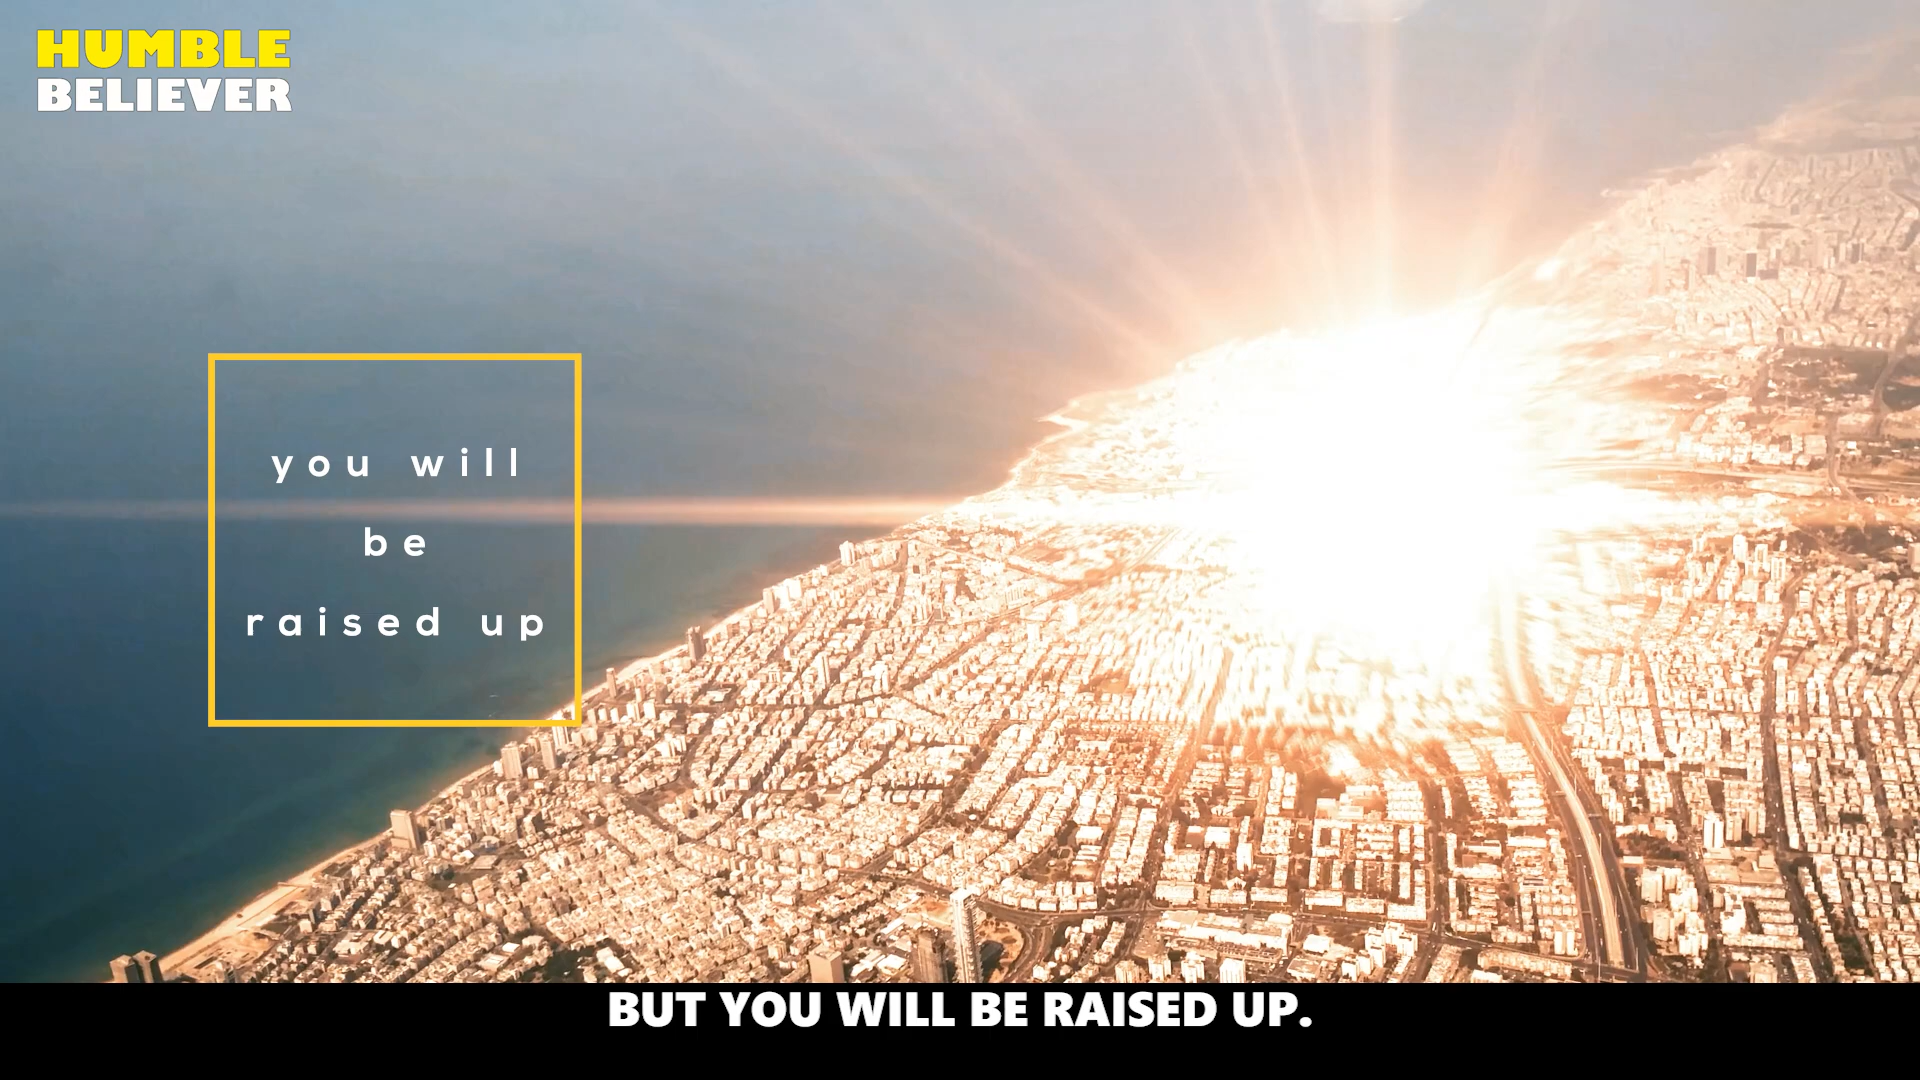 HUMBLE
BELIEVER
you will
be
raised up
BUT YOU WILL BE RAISED UP.